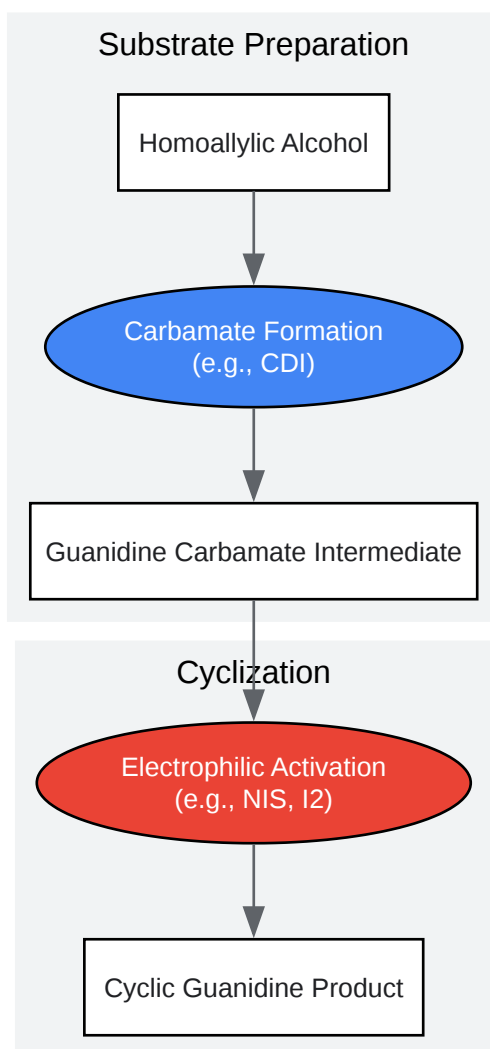 Substrate Preparation
Homoallylic Alcohol
Carbamate Formation
(e.g., CDI)
Guanidine Carbamate Intermediate
Cyclization
Electrophilic Activation
(e.g., NIS, I2)
Cyclic Guanidine Product